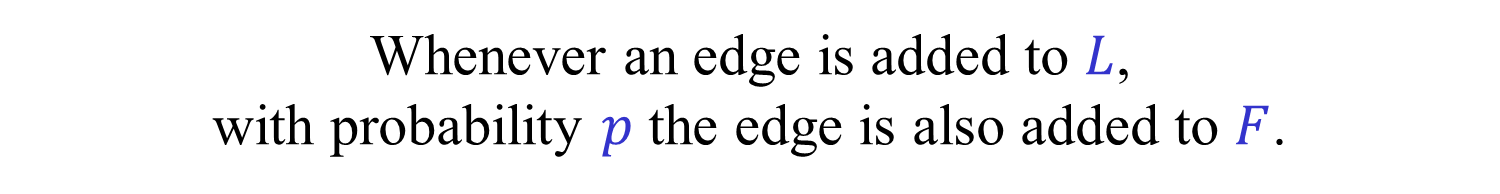 Whenever an edge is added to L,
with probability p the edge is also added to F.